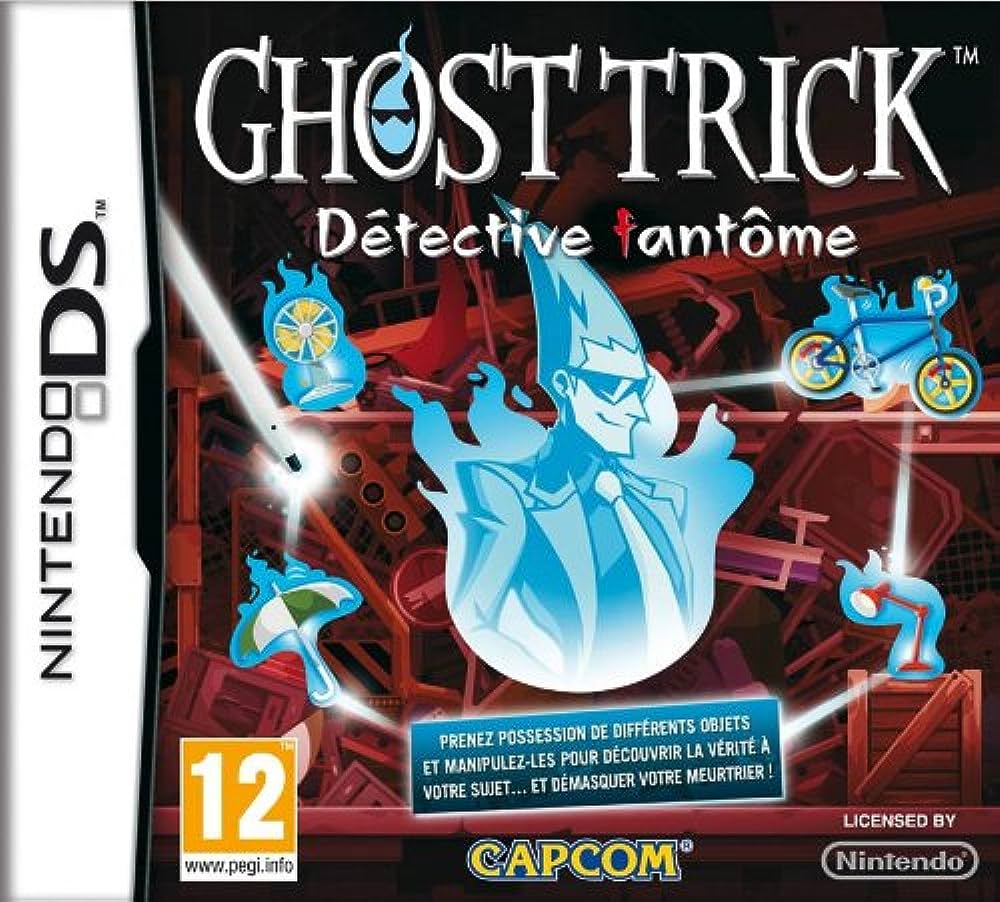 GHOST TRICK™
Détective fantôme
NINTENDO DS™
PRENEZ POSSESSION DE DIFFÉRENTS OBJETS
ET MANIPULEZ-LES POUR DÉCOUVRIR LA VÉRITÉ À
VOTRE SUJET... ET DÉMASQUER VOTRE MEURTRIER !
12™
www.pegi.info
CAPCOM®
LICENSED BY
Nintendo®